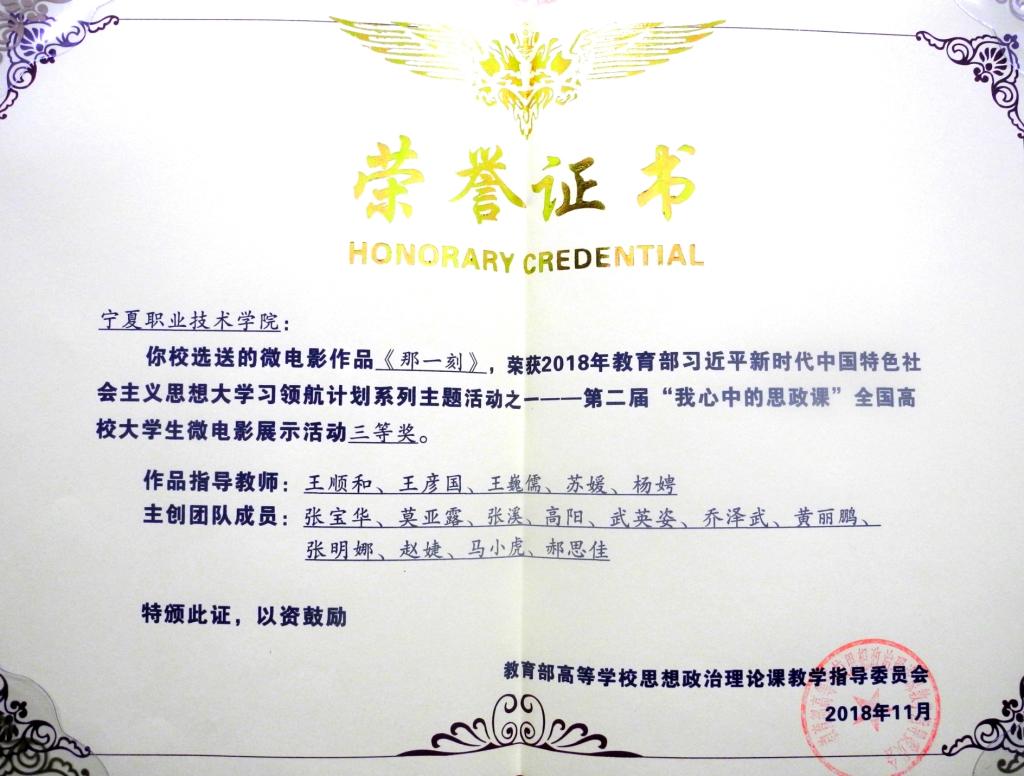 荣誉证书
HONORARY CREDENTIAL
宁夏职业技术学院：
你校选送的微电影作品《那一刻》，荣获2018年教育部习近平新时代中国特色社
会主义思想大学习领航计划系列主题活动之一——第二届“我心中的思政课”全国高
校大学生微电影展示活动三等奖。
作品指导教师：王顺和、王彦国、王巍儒、苏媛、杨娉
主创团队成员：张宝华、莫亚露、张溪、高阳、武英姿、乔泽武、黄丽鹏、
张明娜、赵婕、马小虎、郝思佳
特颁此证，以资鼓励
教育部高等学校思想政治理论课教学指导委员会
2018年11月